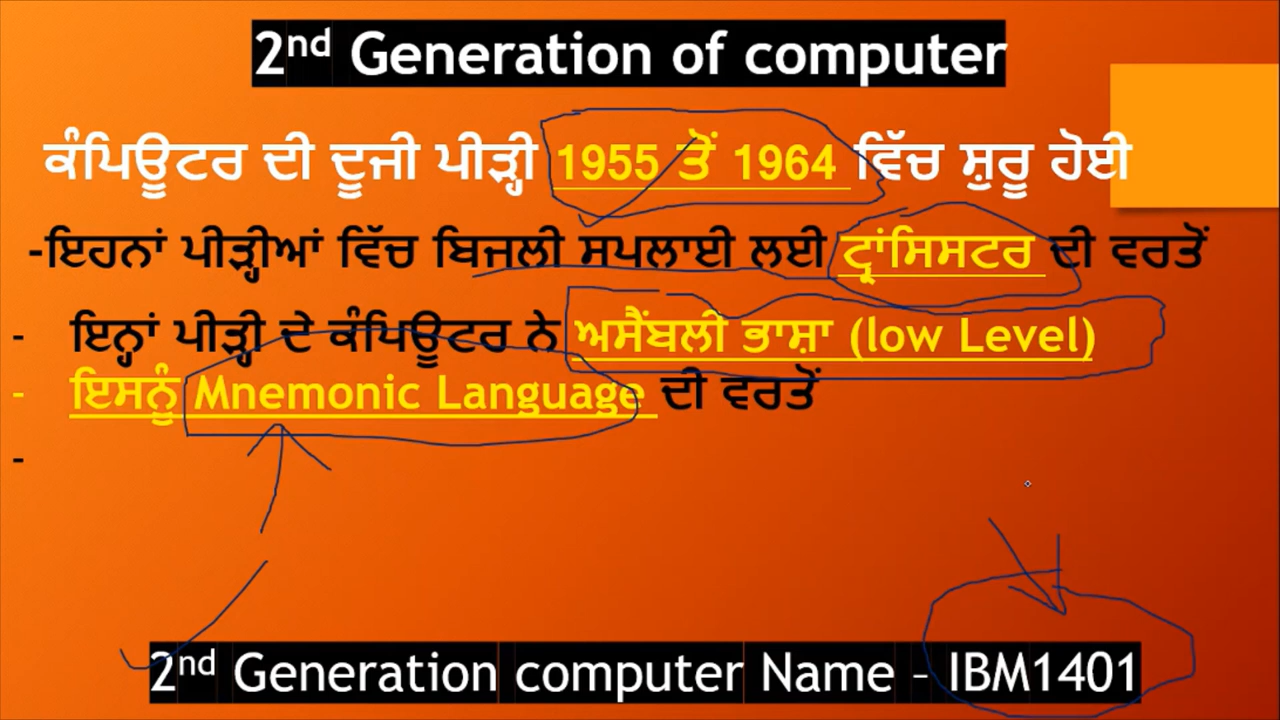 2nd Generation of computer
ਕੰਪਿਊਟਰ ਦੀ ਦੂਜੀ ਪੀੜ੍ਹੀ 1955 ਤੋਂ 1964 ਵਿੱਚ ਸ਼ੁਰੂ ਹੋਈ
-ਇਹਨਾਂ ਪੀੜ੍ਹੀਆਂ ਵਿੱਚ ਬਿਜਲੀ ਸਪਲਾਈ ਲਈ ਟ੍ਰਾਂਸਿਸਟਰ ਦੀ ਵਰਤੋਂ
- ਇਨ੍ਹਾਂ ਪੀੜ੍ਹੀ ਦੇ ਕੰਪਿਊਟਰ ਨੇ ਅਸੈਂਬਲੀ ਭਾਸ਼ਾ (low Level)
- ਇਸਨੂੰ Mnemonic Language ਦੀ ਵਰਤੋਂ
-
2nd Generation computer Name – IBM1401